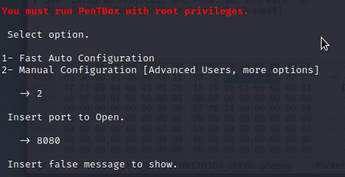 You must run PenTBox with root privileges.
Select option.
1- Fast Auto Configuration
2- Manual Configuration [Advanced Users, more options]
→ 2
Insert port to Open.
→ 8080
Insert false message to show.